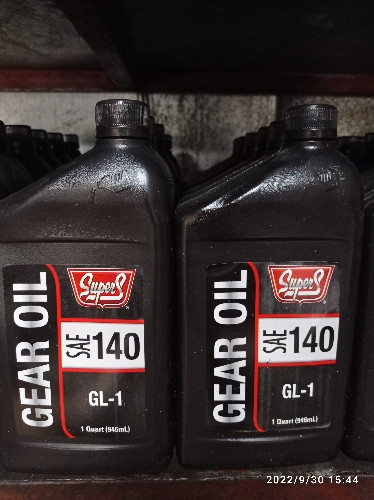 GEAR OIL
Super S
SAE 140
GL-1
1 Quart (946mL)
GEAR OIL
Super S
SAE 140
GL-1
1 Quart (946mL)
2022/9/30 15:44